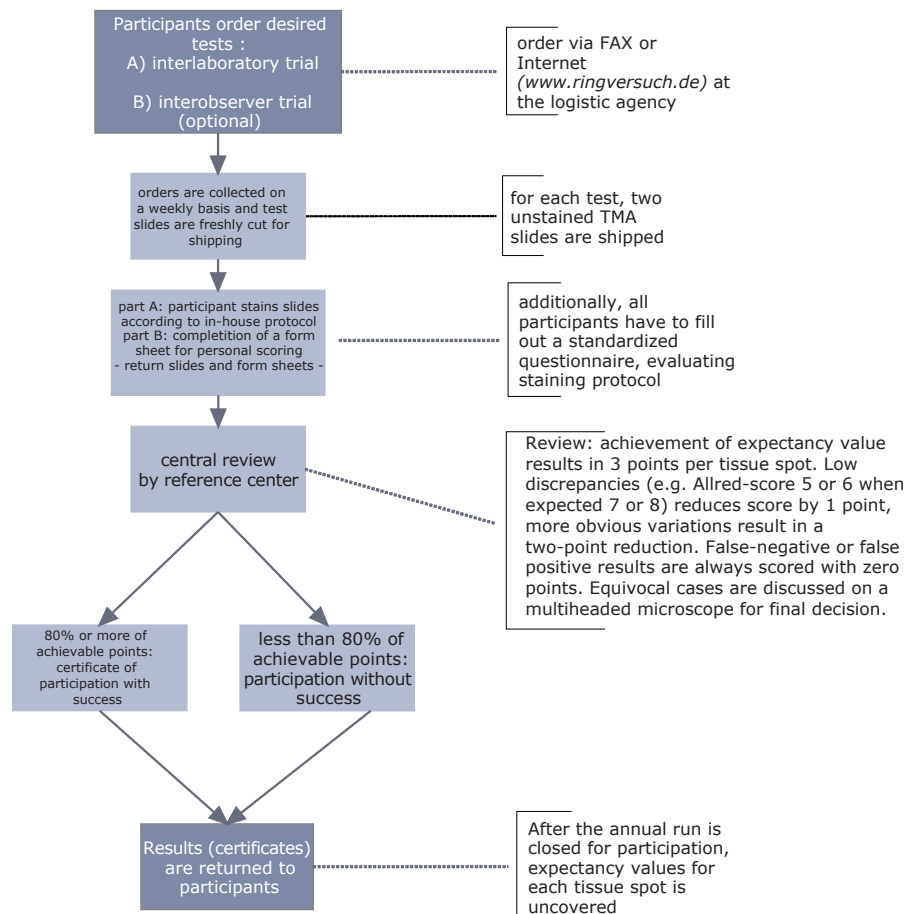 Participants order desired
tests :
A) interlaboratory trial
B) interobserver trial
(optional)
order via FAX or
Internet
(www.ringversuch.de) at
the logistic agency
orders are collected on
a weekly basis and test
slides are freshly cut for
shipping
for each test, two
unstained TMA
slides are shipped
part A: participant stains slides
according to in-house protocol
part B: completition of a form
sheet for personal scoring
- return slides and form sheets -
additionally, all
participants have to fill
out a standardized
questionnaire, evaluating
staining protocol
central review
by reference center
Review: achievement of expectancy value
results in 3 points per tissue spot. Low
discrepancies (e.g. Allred-score 5 or 6 when
expected 7 or 8) reduces score by 1 point,
more obvious variations result in a
two-point reduction. False-negative or false
positive results are always scored with zero
points. Equivocal cases are discussed on a
multiheaded microscope for final decision.
80% or more of
achievable points:
certificate of
participation with
success
less than 80% of
achievable points:
participation without
success
Results (certificates)
are returned to
participants
After the annual run is
closed for participation,
expectancy values for
each tissue spot is
uncovered